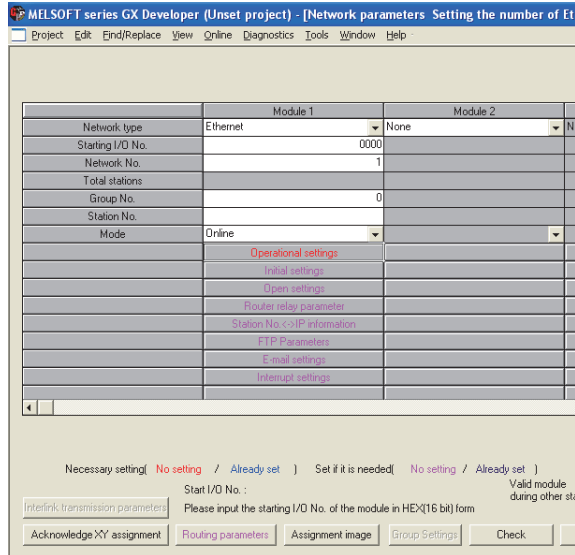 MELSOFT series GX Developer (Unset project) - [Network parameters Setting the number of Et
Project Edit Find/Replace View Online Diagnostics Tools Window Help
Module 1 Module 2
Network type Ethernet None N
Starting I/O No. 0000
Network No. 1
Total stations
Group No. 0
Station No.
Mode Online
Operational settings
Initial settings
Open settings
Router relay parameter
Station No.<->IP information
FTP Parameters
E-mail settings
Interrupt settings
Necessary setting( No setting / Already set ) Set if it is needed( No setting / Already set )
Start I/O No. : Valid module
during other sta
Interlink transmission parameters Please input the starting I/O No. of the module in HEX(16 bit) form
Acknowledge XY assignment Routing parameters Assignment image Group Settings Check